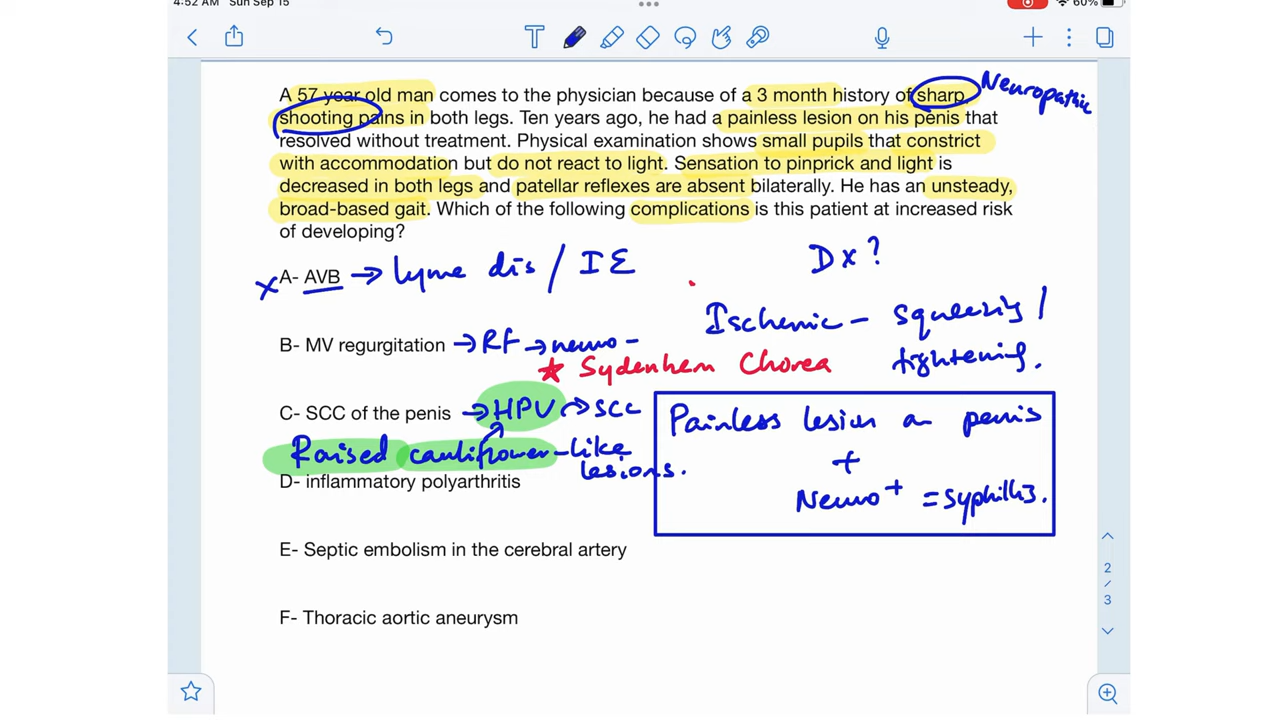 4:52 AM Sun Sep 15
60%
Neuropathic
A 57 year old man comes to the physician because of a 3 month history of sharp,
shooting pains in both legs. Ten years ago, he had a painless lesion on his penis that
resolved without treatment. Physical examination shows small pupils that constrict
with accommodation but do not react to light. Sensation to pinprick and light is
decreased in both legs and patellar reflexes are absent bilaterally. He has an unsteady,
broad-based gait. Which of the following complications is this patient at increased risk
of developing?
Dx?
x A- AVB → lyme dis / IE
Ischemic - squeezing /
tightening.
B- MV regurgitation → RF → neuro -
★ Sydenhem Chorea
C- SCC of the penis → HPV → SCC
Raised cauliflower-like
lesions.
Painless lesion on penis
+
Neuro + = syphillis.
D- inflammatory polyarthritis
E- Septic embolism in the cerebral artery
F- Thoracic aortic aneurysm
2
/
3